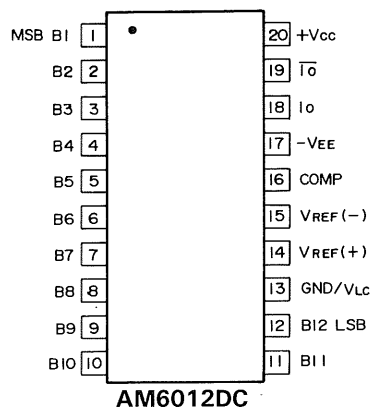 MSB B1 1 20 +Vcc
B2 2 19 I̅o̅
B3 3 18 Io
B4 4 17 -VEE
B5 5 16 COMP
B6 6 15 VREF(-)
B7 7 14 VREF(+)
B8 8 13 GND/VLC
B9 9 12 B12 LSB
B10 10 11 B11
AM6012DC